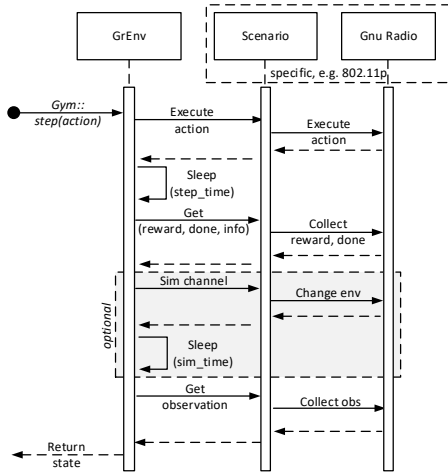 GrEnv
Scenario
Gnu Radio
specific, e.g. 802.11p
Gym::
step(action)
Execute
action
Execute
action
Sleep
(step_time)
Get
(reward, done, info)
Collect
reward, done
optional
Sim channel
Change env
Sleep
(sim_time)
Get
observation
Collect obs
Return
state